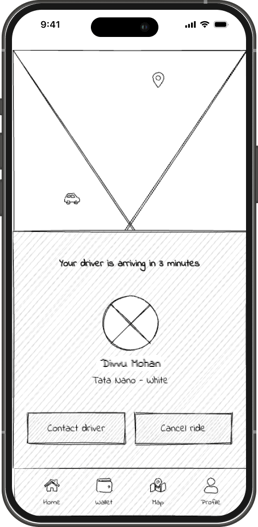 9:41
Your driver is arriving in 3 minutes
Divvu Mohan
Tata Nano - White
Contact driver
Cancel ride
Home
Wallet
Map
Profile